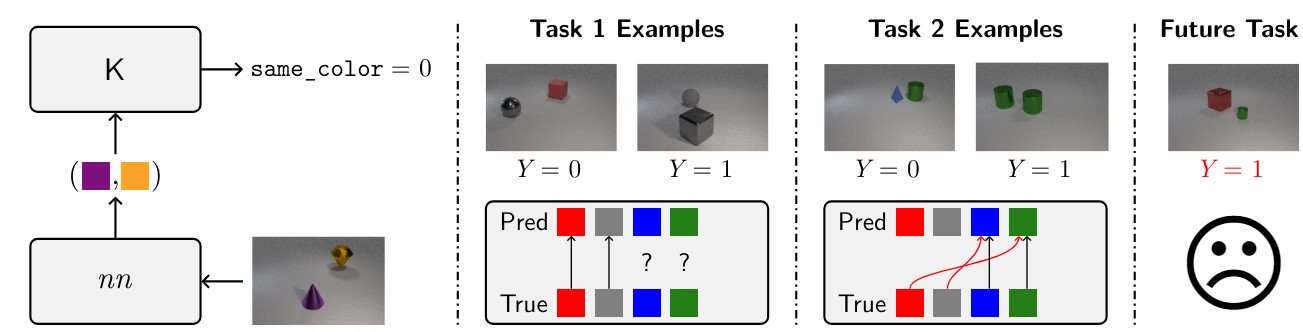 K
same_color = 0
( , )
nn
Task 1 Examples
Y = 0
Y = 1
Pred
? ?
True
Task 2 Examples
Y = 0
Y = 1
Pred
True
Future Task
Y = 1